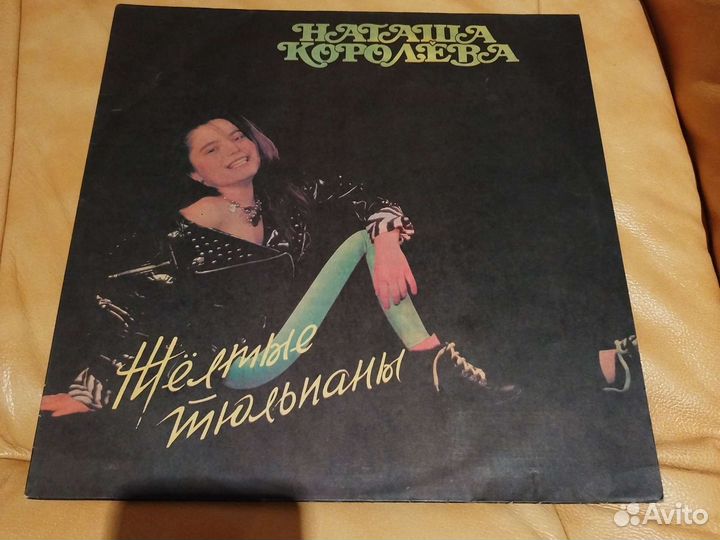 НАТАША
КОРОЛЁВА
Жёлтые
тюльпаны
Avito